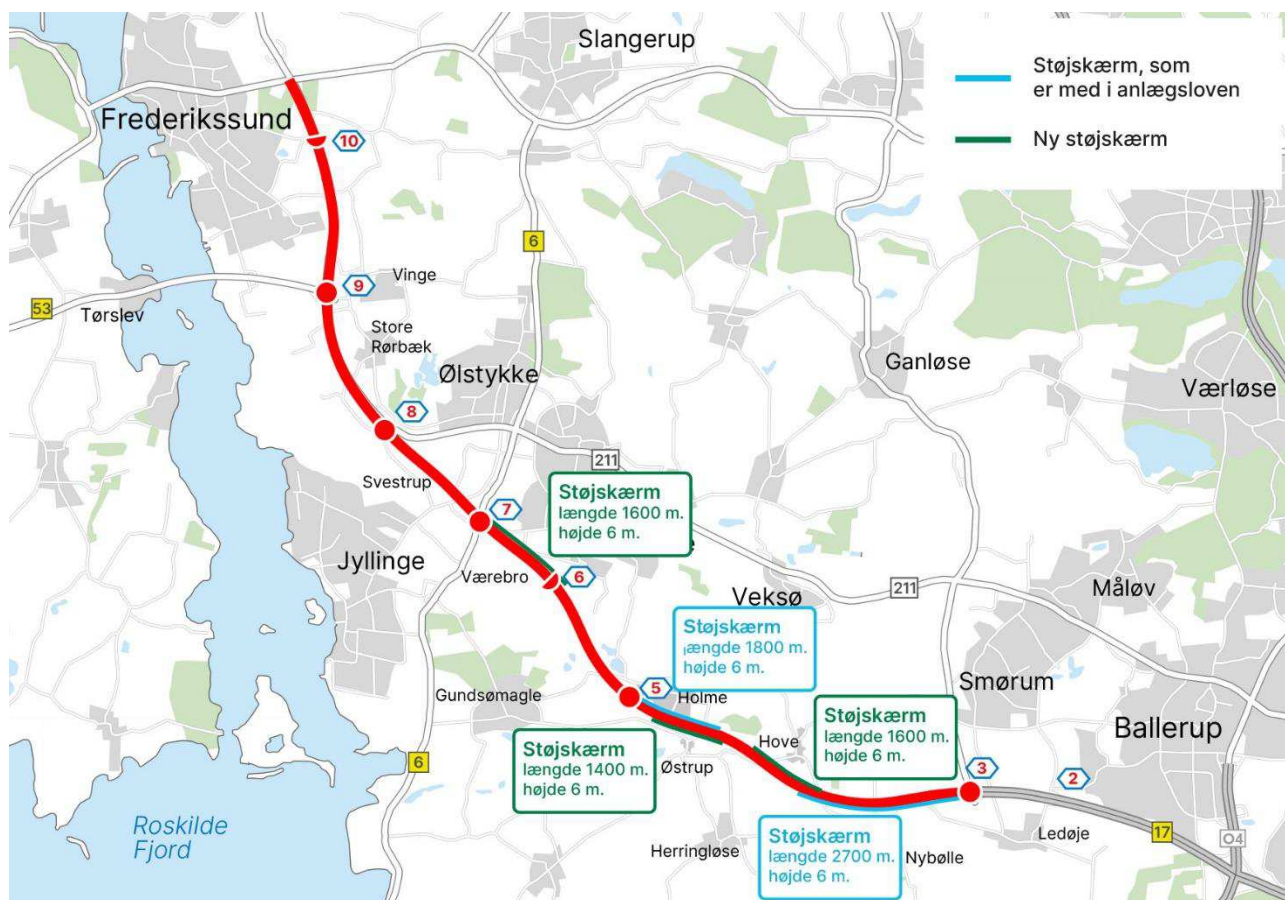 Slangerup
Støjskærm, som
er med i anlægsloven
Ny støjskærm
Frederikssund
10
6
9
Vinge
53
Tørslev
Store
Rørbæk
Ølstykke
Ganløse
Værløse
8
211
Svestrup
Støjskærm
længde 1600 m.
højde 6 m.
7
Jyllinge
Værebro
6
Veksø
211
Måløv
Støjskærm
længde 1800 m.
højde 6 m.
Gundsømagle
5
Holme
Smørum
Støjskærm
længde 1600 m.
højde 6 m.
Ballerup
Støjskærm
længde 1400 m.
højde 6 m.
Hove
Østrup
6
3
2
Roskilde
Fjord
Støjskærm
længde 2700 m.
højde 6 m.
Herringløse
Nybølle
Ledøje
17
O4